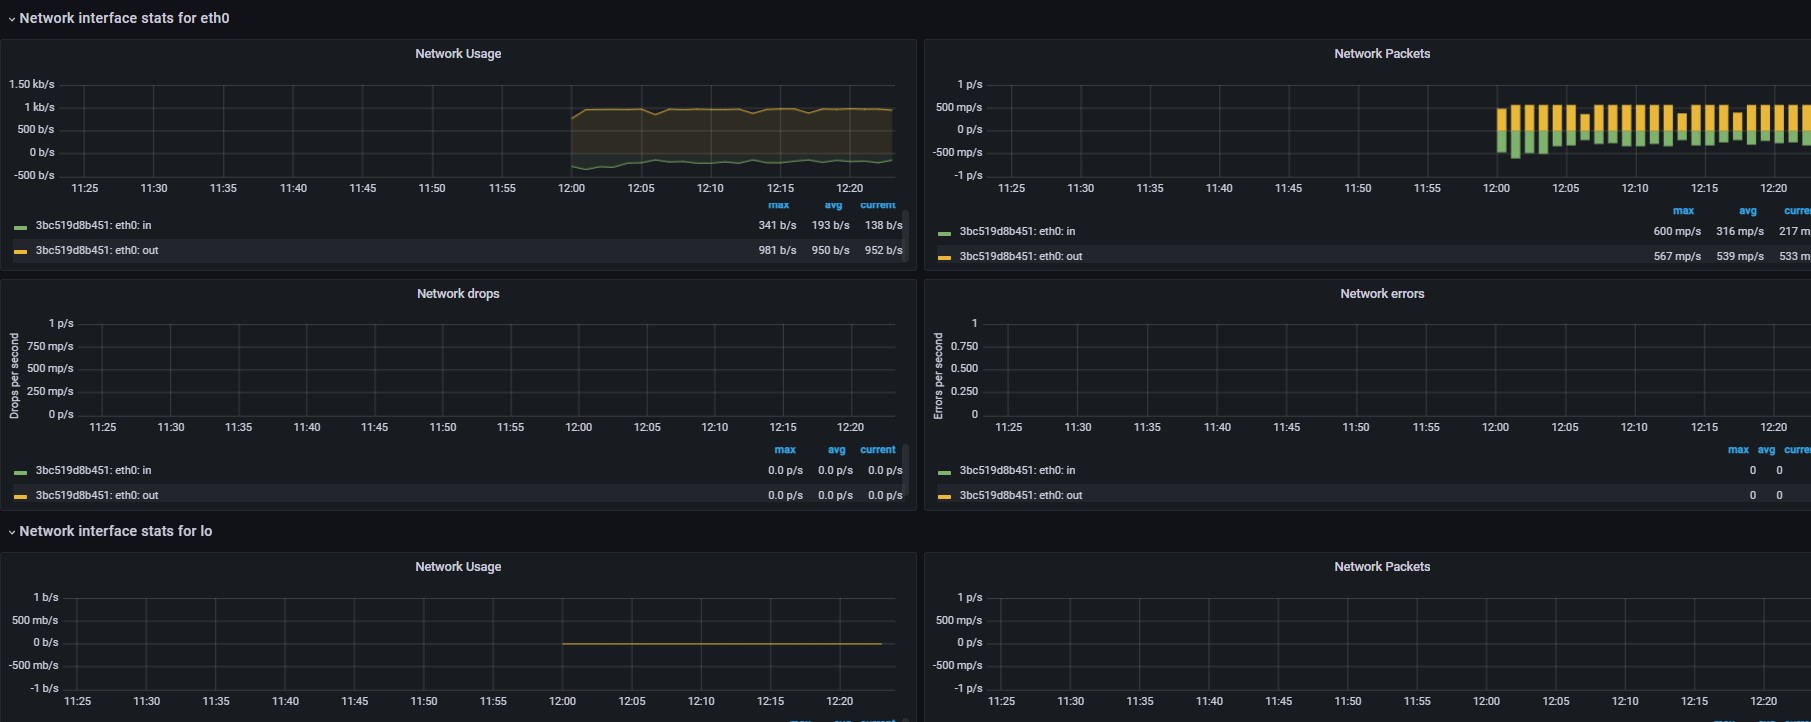 Network interface stats for eth0
Network Usage
1.50 kb/s
1 kb/s
500 b/s
0 b/s
-500 b/s
11:25 11:30 11:35 11:40 11:45 11:50 11:55 12:00 12:05 12:10 12:15 12:20
max avg current
3bc519d8b451: eth0: in 341 b/s 193 b/s 138 b/s
3bc519d8b451: eth0: out 981 b/s 950 b/s 952 b/s
Network Packets
1 p/s
500 mp/s
0 p/s
-500 mp/s
-1 p/s
11:25 11:30 11:35 11:40 11:45 11:50 11:55 12:00 12:05 12:10 12:15 12:20
max avg curre
3bc519d8b451: eth0: in 600 mp/s 316 mp/s 217 m
3bc519d8b451: eth0: out 567 mp/s 539 mp/s 533 m
Network drops
Drops per second
1 p/s
750 mp/s
500 mp/s
250 mp/s
0 p/s
11:25 11:30 11:35 11:40 11:45 11:50 11:55 12:00 12:05 12:10 12:15 12:20
max avg current
3bc519d8b451: eth0: in 0.0 p/s 0.0 p/s 0.0 p/s
3bc519d8b451: eth0: out 0.0 p/s 0.0 p/s 0.0 p/s
Network errors
Errors per second
1
0.750
0.500
0.250
0
11:25 11:30 11:35 11:40 11:45 11:50 11:55 12:00 12:05 12:10 12:15 12:20
max avg curre
3bc519d8b451: eth0: in 0 0
3bc519d8b451: eth0: out 0 0
Network interface stats for lo
Network Usage
1 b/s
500 mb/s
0 b/s
-500 mb/s
-1 b/s
11:25 11:30 11:35 11:40 11:45 11:50 11:55 12:00 12:05 12:10 12:15 12:20
Network Packets
1 p/s
500 mp/s
0 p/s
-500 mp/s
-1 p/s
11:25 11:30 11:35 11:40 11:45 11:50 11:55 12:00 12:05 12:10 12:15 12:20